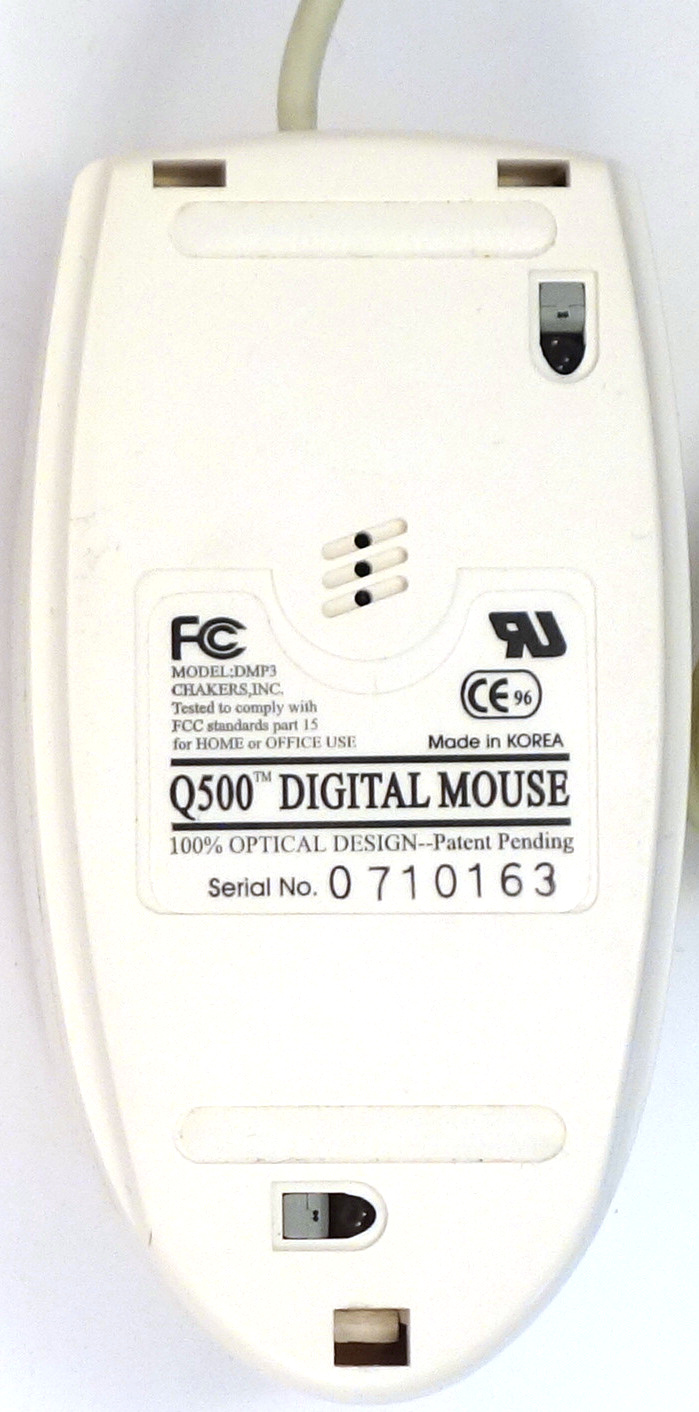 FC
MODEL:DMP3
CHAKERS,INC.
Tested to comply with
FCC standards part 15
for HOME or OFFICE USE
RU
CE 96
Made in KOREA
Q500™ DIGITAL MOUSE
100% OPTICAL DESIGN--Patent Pending
Serial No. 0710163